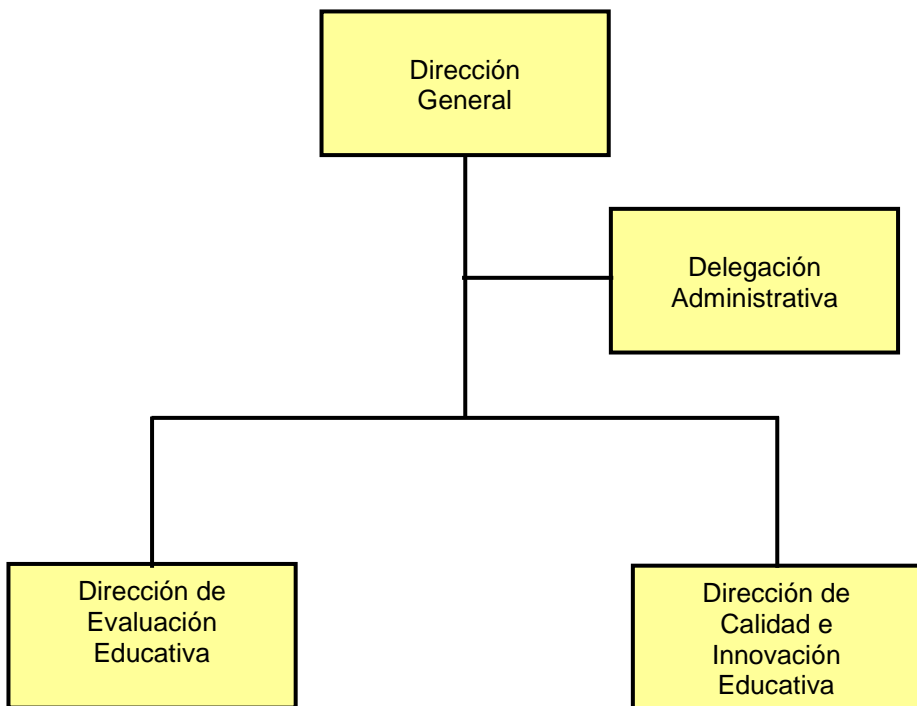 Dirección
General
Delegación
Administrativa
Dirección de
Evaluación
Educativa
Dirección de
Calidad e
Innovación
Educativa